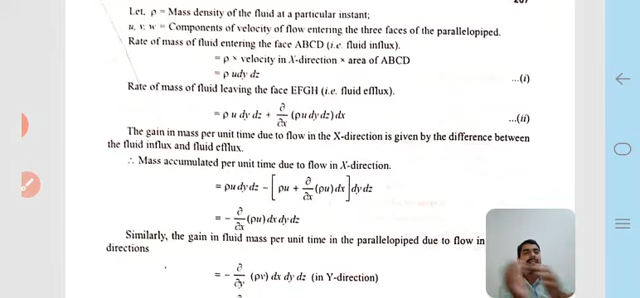 Let. ρ = Mass density of the fluid at a particular instant;
u, v, w = Components of velocity of flow entering the three faces of the parallelopiped.
Rate of mass of fluid entering the face ABCD (i.e. fluid influx).
= ρ × velocity in X-direction × area of ABCD
= ρ udy dz ...(i)
Rate of mass of fluid leaving the face EFGH (i.e. fluid efflux).
= ρ u dy dz + ∂/∂x (ρu dy dz) dx ...(ii)
The gain in mass per unit time due to flow in the X-direction is given by the difference between
the fluid influx and fluid efflux.
∴ Mass accumulated per unit time due to flow in X-direction.
= ρu dy dz − [ρu + ∂/∂x (ρu) dx] dy dz
= − ∂/∂x (ρu) dx dy dz
Similarly, the gain in fluid mass per unit time in the parallelopiped due to flow in
directions
= − ∂/∂y (ρv) dx dy dz (in Y-direction)